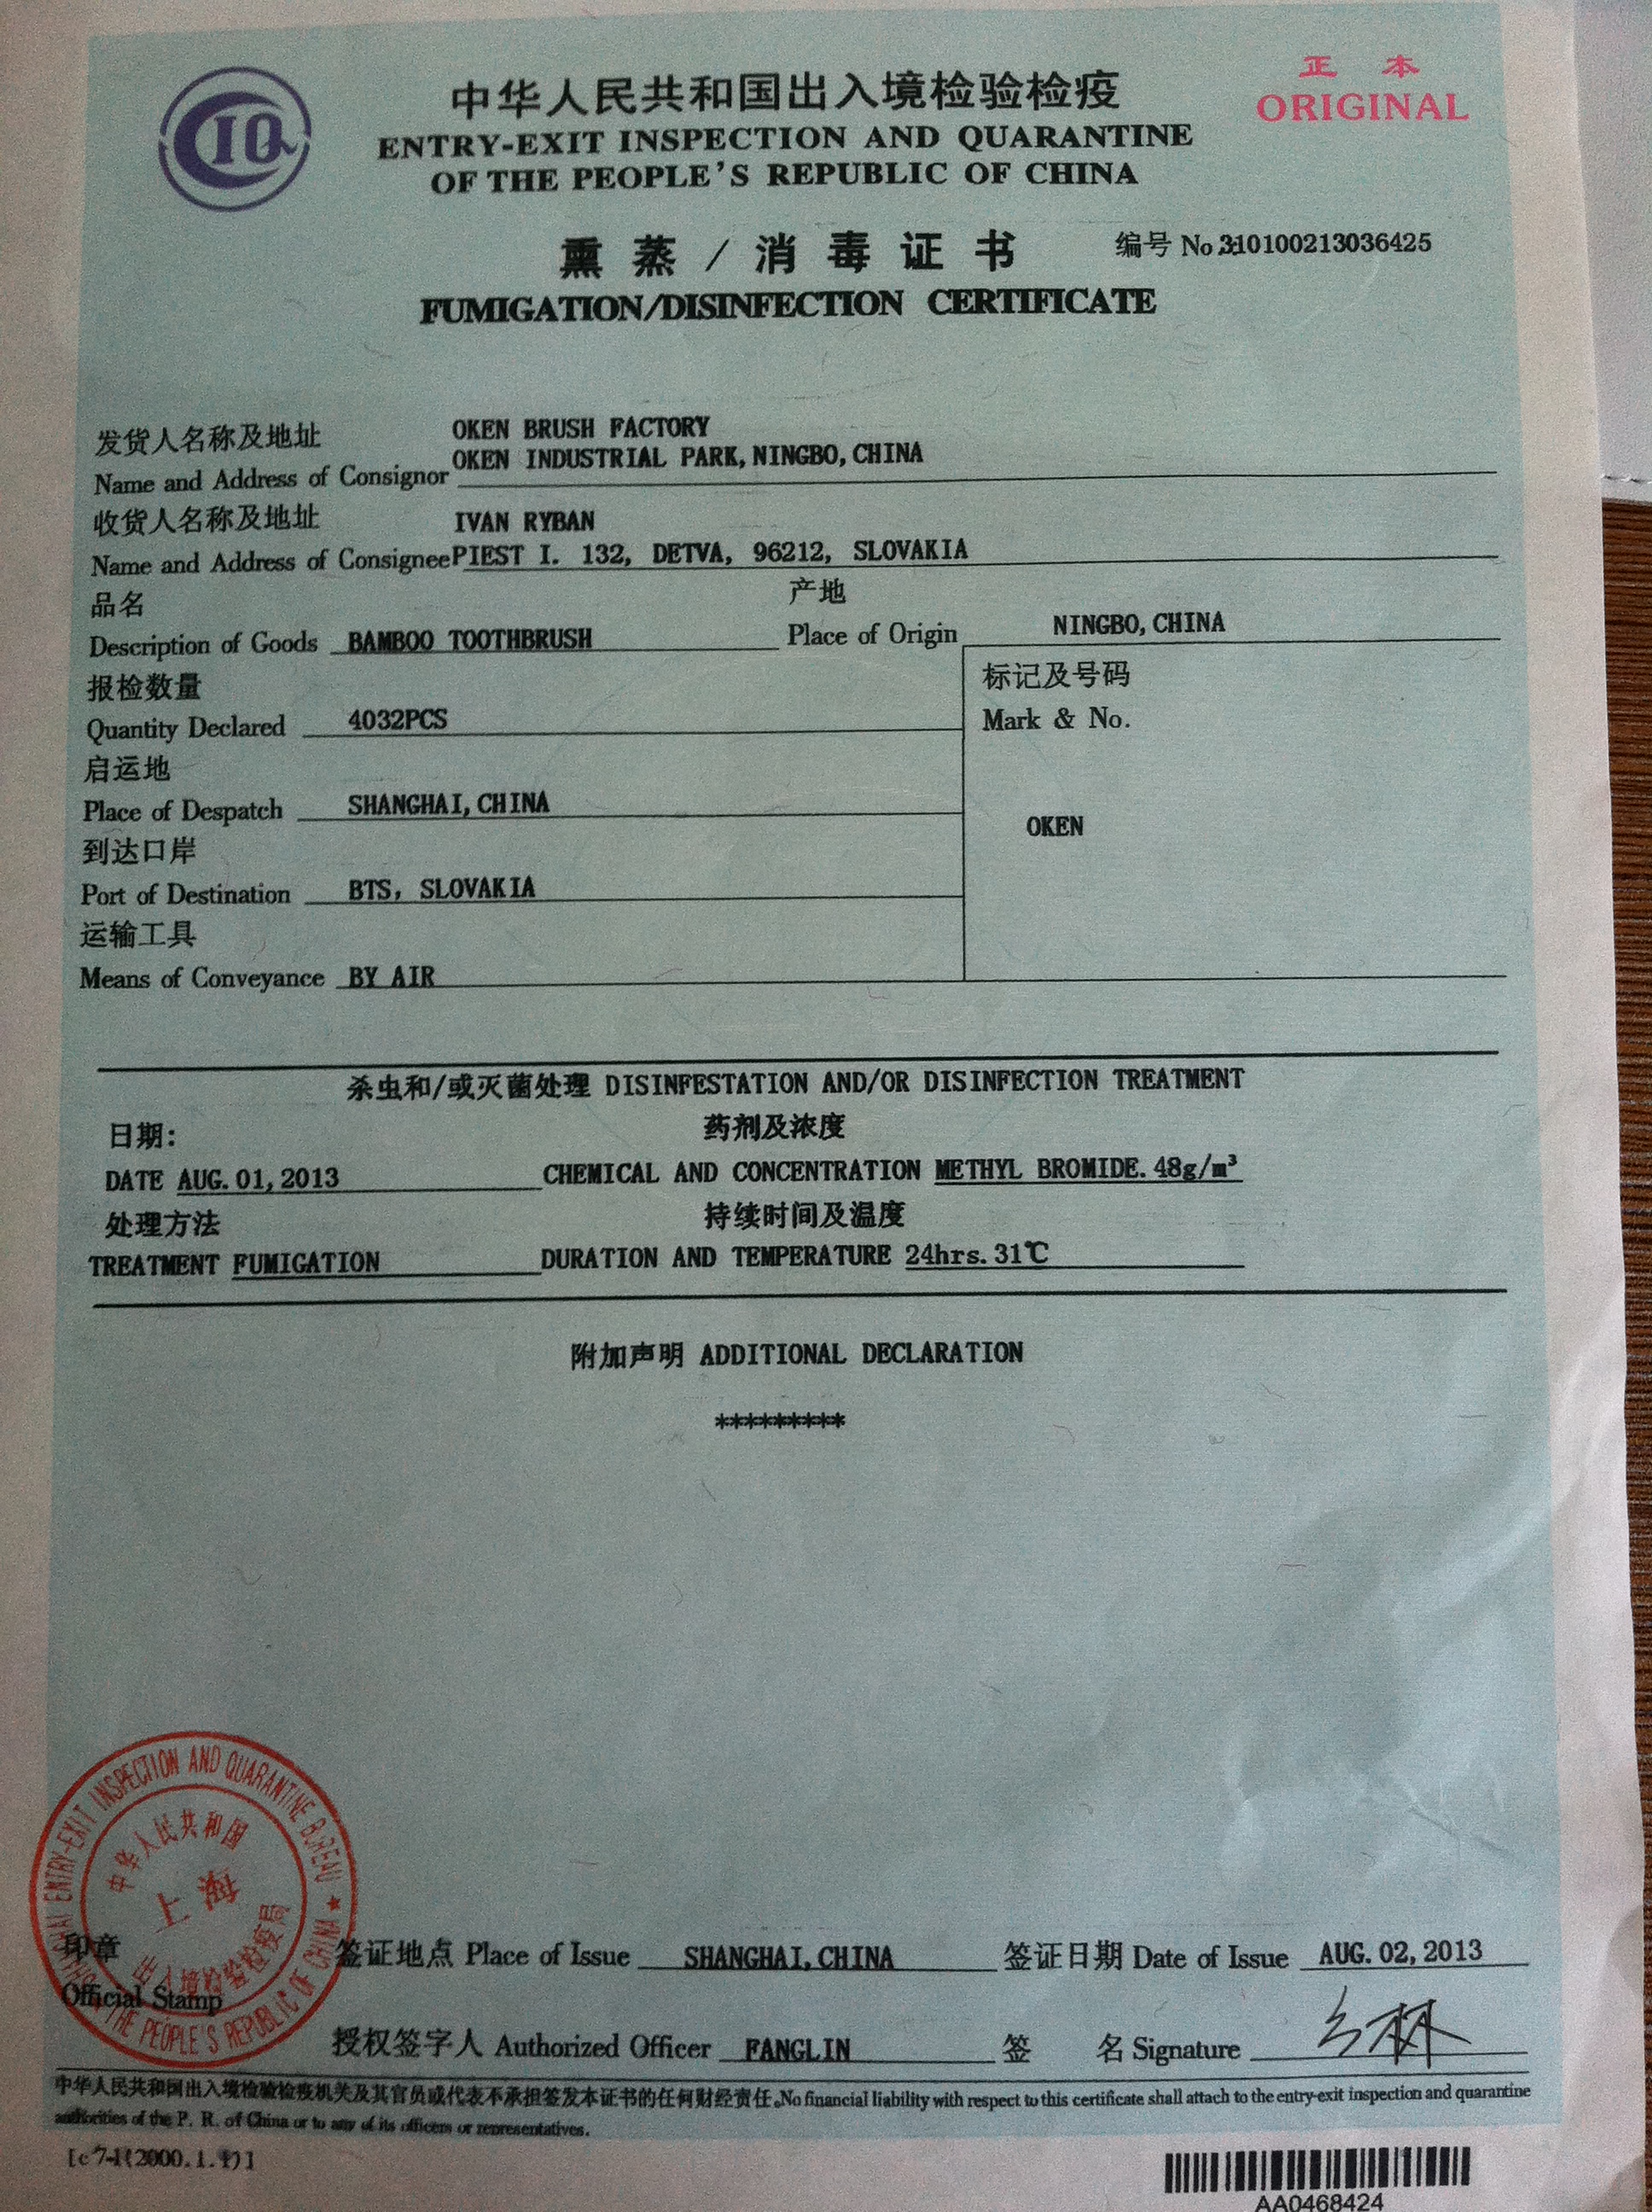 正 本
ORIGINAL
CIQ
中华人民共和国出入境检验检疫
ENTRY-EXIT INSPECTION AND QUARANTINE
OF THE PEOPLE'S REPUBLIC OF CHINA
熏 蒸 / 消 毒 证 书
编号 No 310100213036425
FUMIGATION/DISINFECTION CERTIFICATE
发货人名称及地址 OKEN BRUSH FACTORY
Name and Address of Consignor OKEN INDUSTRIAL PARK, NINGBO, CHINA
收货人名称及地址 IVAN RYBAN
Name and Address of Consignee PIEST I. 132, DETVA, 96212, SLOVAKIA
品名 产地
Description of Goods BAMBOO TOOTHBRUSH Place of Origin NINGBO, CHINA
报检数量 标记及号码
Quantity Declared 4032PCS Mark & No.
启运地
Place of Despatch SHANGHAI, CHINA
OKEN
到达口岸
Port of Destination BTS, SLOVAKIA
运输工具
Means of Conveyance BY AIR
杀虫和/或灭菌处理 DISINFESTATION AND/OR DISINFECTION TREATMENT
日期: 药剂及浓度
DATE AUG. 01, 2013 CHEMICAL AND CONCENTRATION METHYL BROMIDE. 48g/m³
处理方法 持续时间及温度
TREATMENT FUMIGATION DURATION AND TEMPERATURE 24hrs. 31℃
附加声明 ADDITIONAL DECLARATION
*********
SHANGHAI ENTRY-EXIT INSPECTION AND QUARANTINE BUREAU ★ THE PEOPLE'S REPUBLIC OF CHINA
中华人民共和国
上海
出入境检验检疫局
印章 签证地点 Place of Issue SHANGHAI, CHINA 签证日期 Date of Issue AUG. 02, 2013
Official Stamp
授权签字人 Authorized Officer FANGLIN 签 名 Signature
中华人民共和国出入境检验检疫机关及其官员或代表不承担签发本证书的任何财经责任。No financial liability with respect to this certificate shall attach to the entry-exit inspection and quarantine
authorities of the P. R. of China or to any of its officers or representatives.
[c7-1(2000.1.1)]
AA0468424